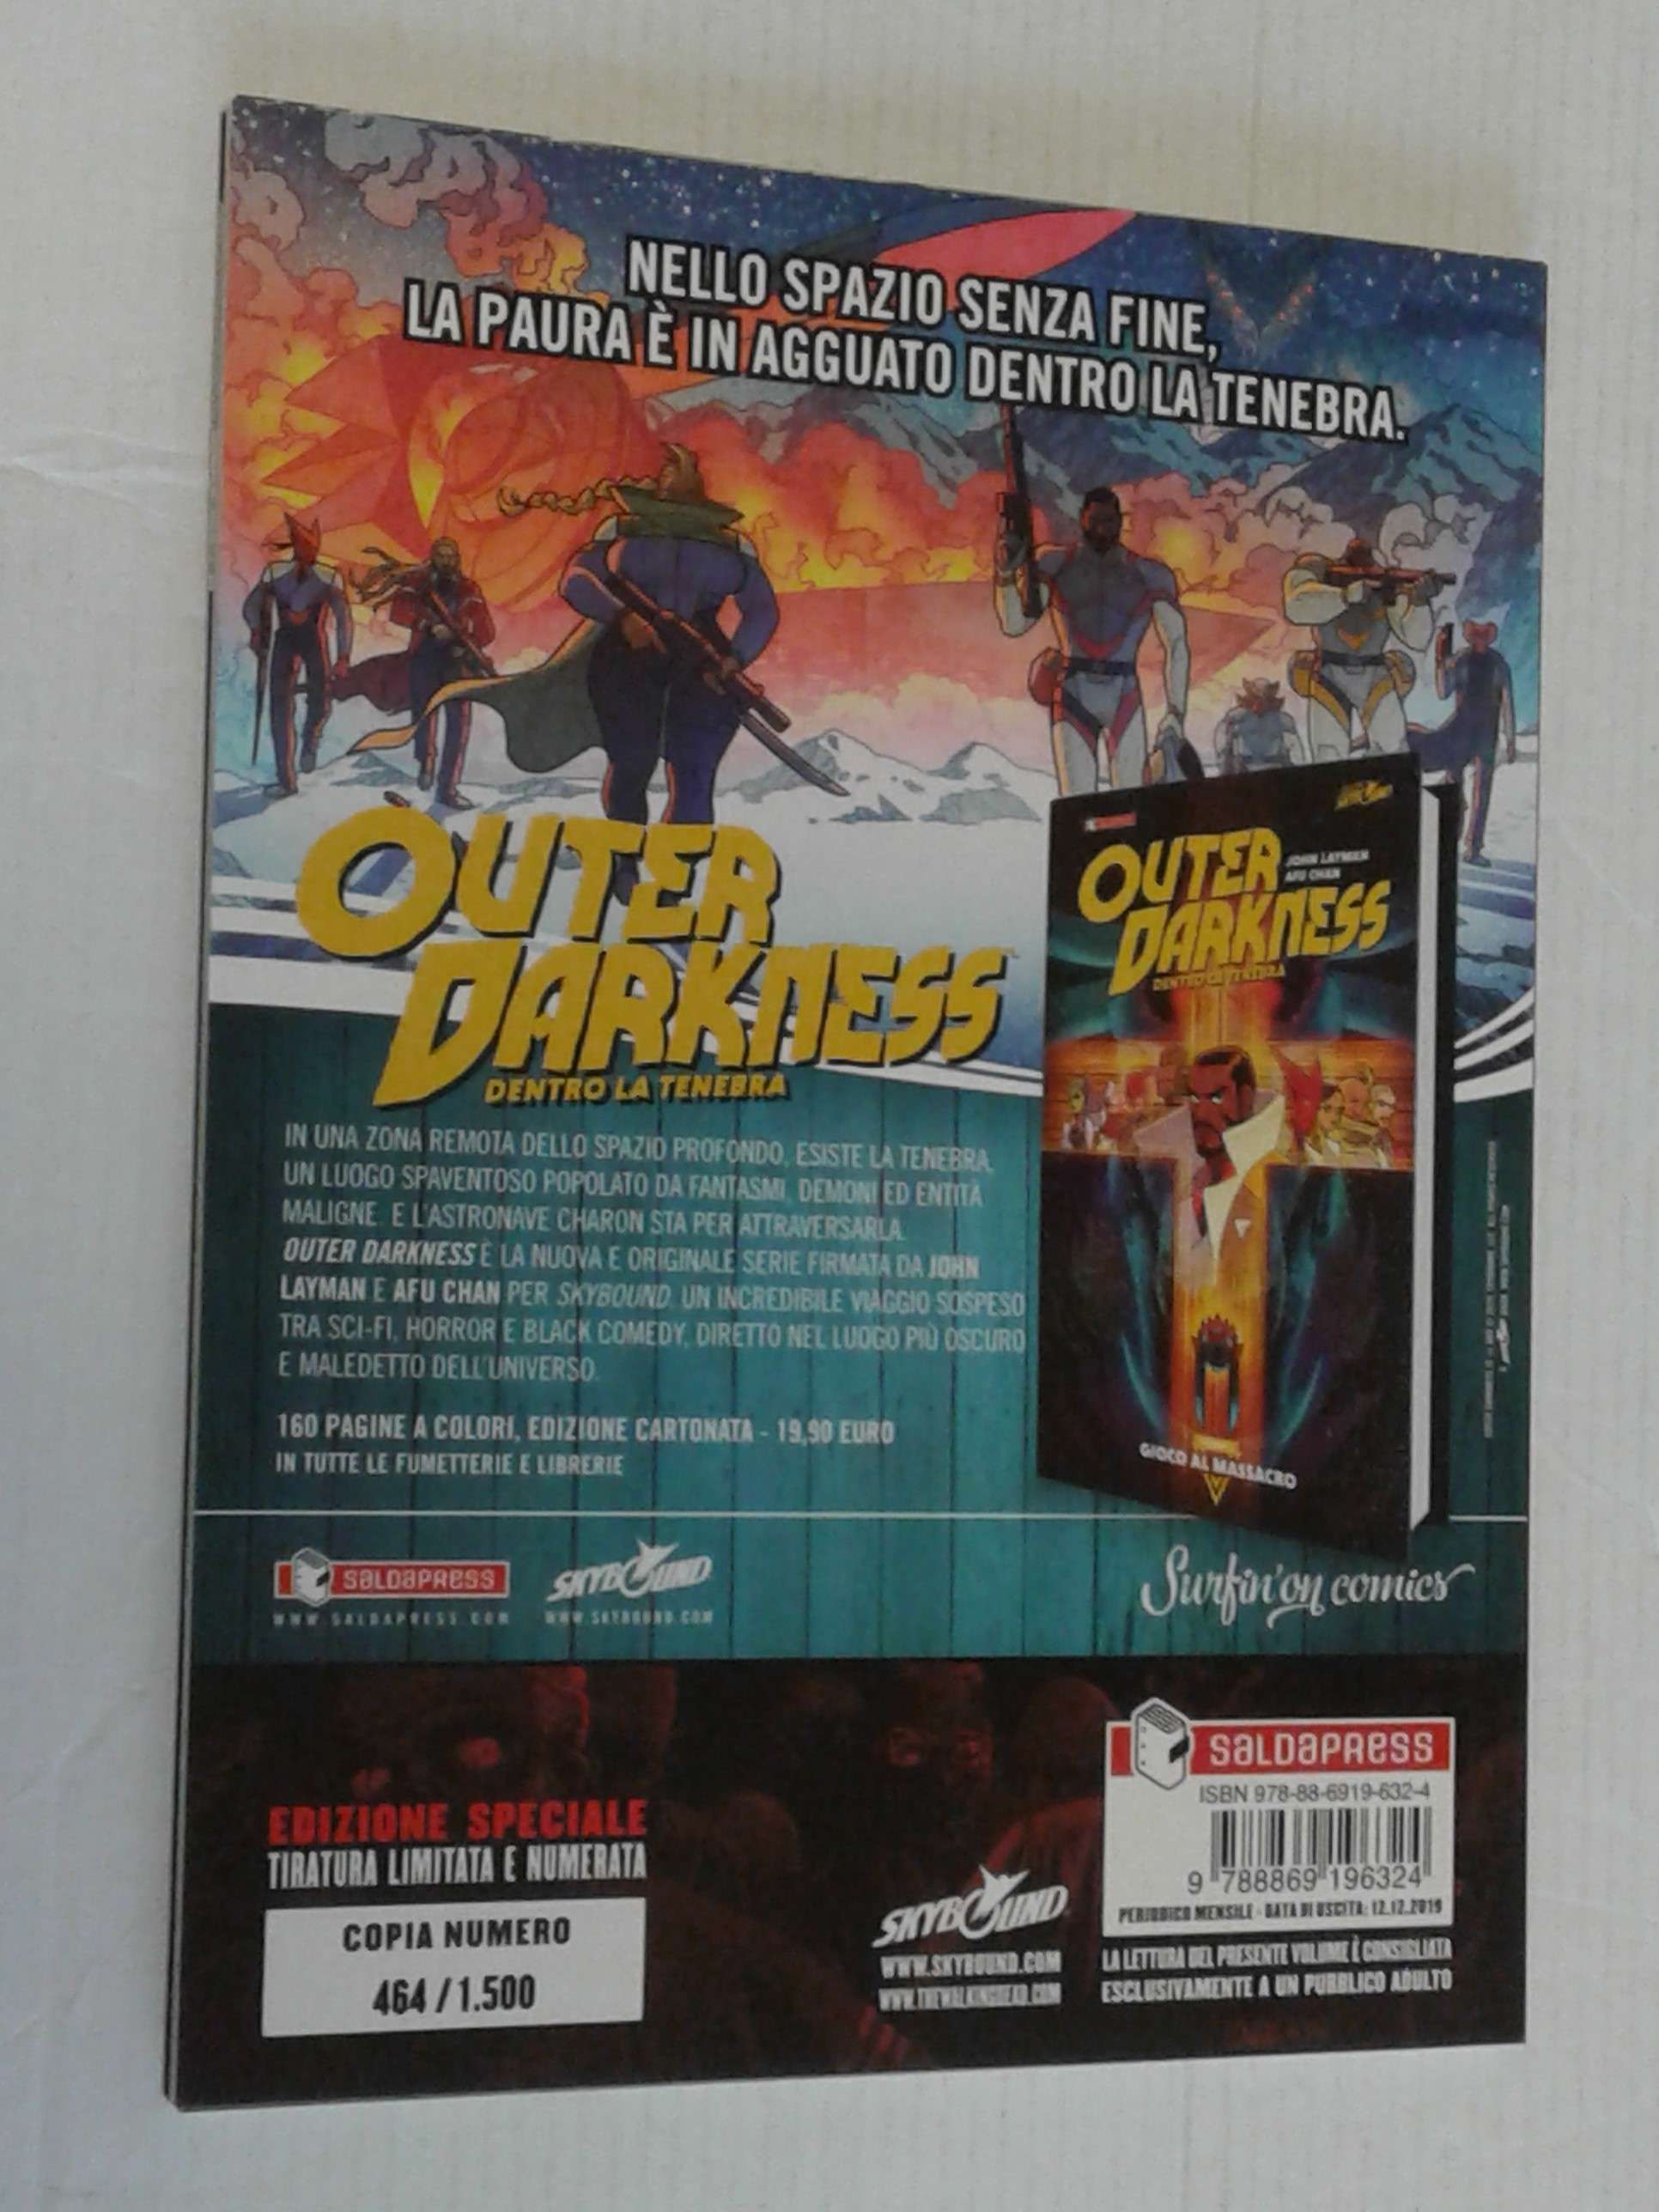 NELLO SPAZIO SENZA FINE,
LA PAURA È IN AGGUATO DENTRO LA TENEBRA.
OUTER
DARKNESS
DENTRO LA TENEBRA
IN UNA ZONA REMOTA DELLO SPAZIO PROFONDO, ESISTE LA TENEBRA,
UN LUOGO SPAVENTOSO POPOLATO DA FANTASMI, DEMONI ED ENTITÀ
MALIGNE. E L'ASTRONAVE CHARON STA PER ATTRAVERSARLA.
OUTER DARKNESS È LA NUOVA E ORIGINALE SERIE FIRMATA DA JOHN
LAYMAN E AFU CHAN PER SKYBOUND. UN INCREDIBILE VIAGGIO SOSPESO
TRA SCI-FI, HORROR E BLACK COMEDY, DIRETTO NEL LUOGO PIÙ OSCURO
E MALEDETTO DELL'UNIVERSO.
160 PAGINE A COLORI, EDIZIONE CARTONATA - 19,90 EURO
IN TUTTE LE FUMETTERIE E LIBRERIE
OUTER
DARKNESS
JOHN LAYMAN
AFU CHAN
DENTRO LA TENEBRA
GIOCO AL MASSACRO
SALDAPRESS
WWW.SALDAPRESS.COM
SKYBOUND
WWW.SKYBOUND.COM
Surfin'on comics
EDIZIONE SPECIALE
TIRATURA LIMITATA E NUMERATA
COPIA NUMERO
464 / 1.500
SKYBOUND
WWW.SKYBOUND.COM
WWW.THEWALKINGDEAD.COM
SALDAPRESS
ISBN 978-88-6919-632-4
9 788869 196324
PERIODICO MENSILE - DATA DI USCITA: 12.12.2019
LA LETTURA DEL PRESENTE VOLUME È CONSIGLIATA
ESCLUSIVAMENTE A UN PUBBLICO ADULTO